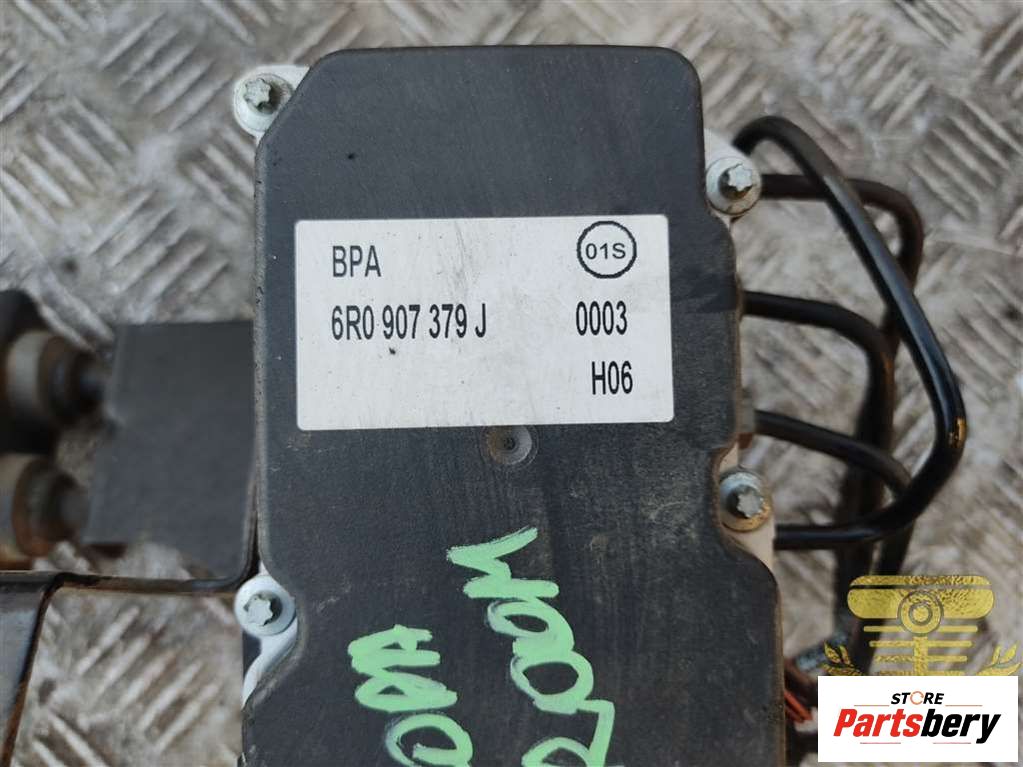 BPA 01S
6R0 907 379 J 0003
H06
STORE
Partsbery